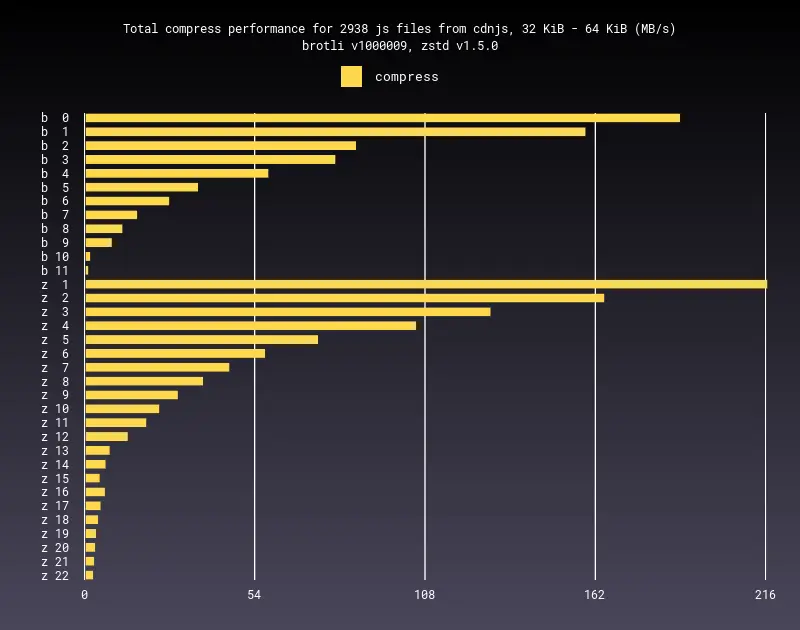 Total compress performance for 2938 js files from cdnjs, 32 KiB - 64 KiB (MB/s)
brotli v1000009, zstd v1.5.0
compress
b 0
b 1
b 2
b 3
b 4
b 5
b 6
b 7
b 8
b 9
b 10
b 11
z 1
z 2
z 3
z 4
z 5
z 6
z 7
z 8
z 9
z 10
z 11
z 12
z 13
z 14
z 15
z 16
z 17
z 18
z 19
z 20
z 21
z 22
0 54 108 162 216